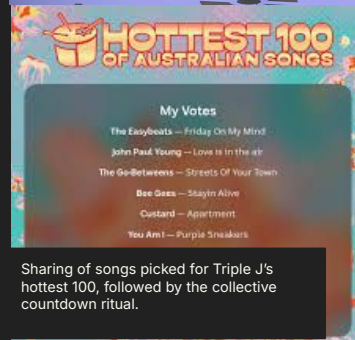 HOTTEST 100
OF AUSTRALIAN SONGS
My Votes
The Easybeats — Friday On My Mind
John Paul Young — Love is in the air
The Go-Betweens — Streets Of Your Town
Bee Gees — Stayin Alive
Custard — Apartment
You Am I — Purple Sneakers
Sharing of songs picked for Triple J's
hottest 100, followed by the collective
countdown ritual.